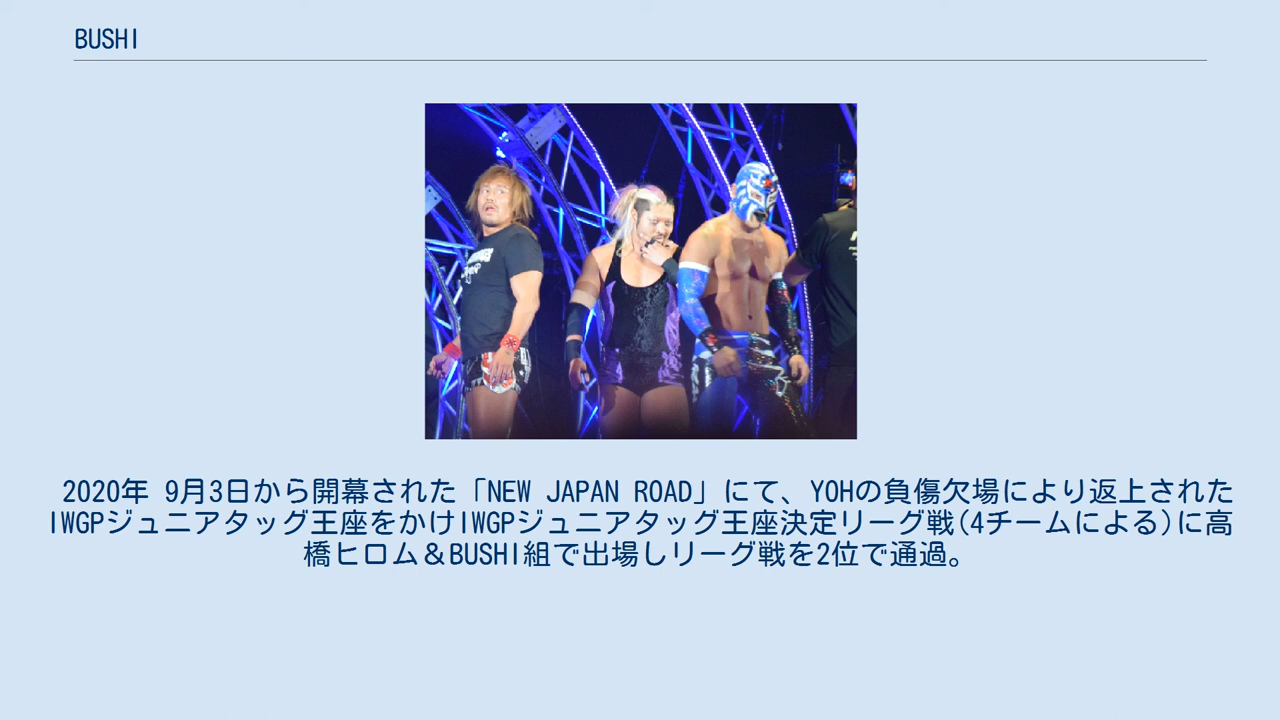 BUSHI
2020年 9月3日から開幕された「NEW JAPAN ROAD」にて、YOHの負傷欠場により返上された
IWGPジュニアタッグ王座をかけIWGPジュニアタッグ王座決定リーグ戦(4チームによる)に高
橋ヒロム＆BUSHI組で出場しリーグ戦を2位で通過。